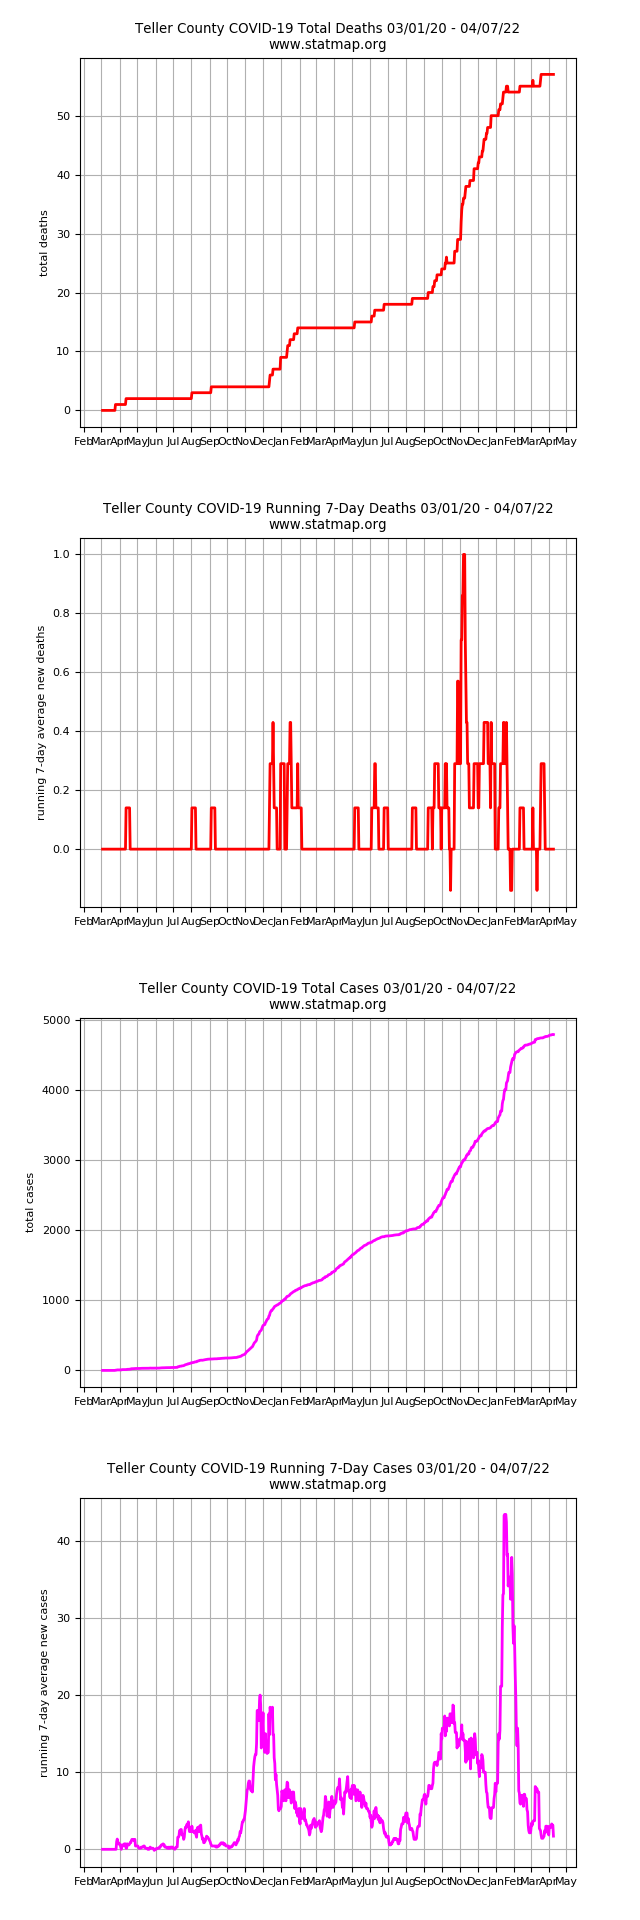 Teller County COVID-19 Total Deaths 03/01/20 - 04/07/22
www.statmap.org
total deaths
50
40
30
20
10
0
Feb Mar Apr May Jun Jul Aug Sep Oct Nov Dec Jan Feb Mar Apr May Jun Jul Aug Sep Oct Nov Dec Jan Feb Mar Apr May
Teller County COVID-19 Running 7-Day Deaths 03/01/20 - 04/07/22
www.statmap.org
running 7-day average new deaths
1.0
0.8
0.6
0.4
0.2
0.0
Feb Mar Apr May Jun Jul Aug Sep Oct Nov Dec Jan Feb Mar Apr May Jun Jul Aug Sep Oct Nov Dec Jan Feb Mar Apr May
Teller County COVID-19 Total Cases 03/01/20 - 04/07/22
www.statmap.org
total cases
5000
4000
3000
2000
1000
0
Feb Mar Apr May Jun Jul Aug Sep Oct Nov Dec Jan Feb Mar Apr May Jun Jul Aug Sep Oct Nov Dec Jan Feb Mar Apr May
Teller County COVID-19 Running 7-Day Cases 03/01/20 - 04/07/22
www.statmap.org
running 7-day average new cases
40
30
20
10
0
Feb Mar Apr May Jun Jul Aug Sep Oct Nov Dec Jan Feb Mar Apr May Jun Jul Aug Sep Oct Nov Dec Jan Feb Mar Apr May